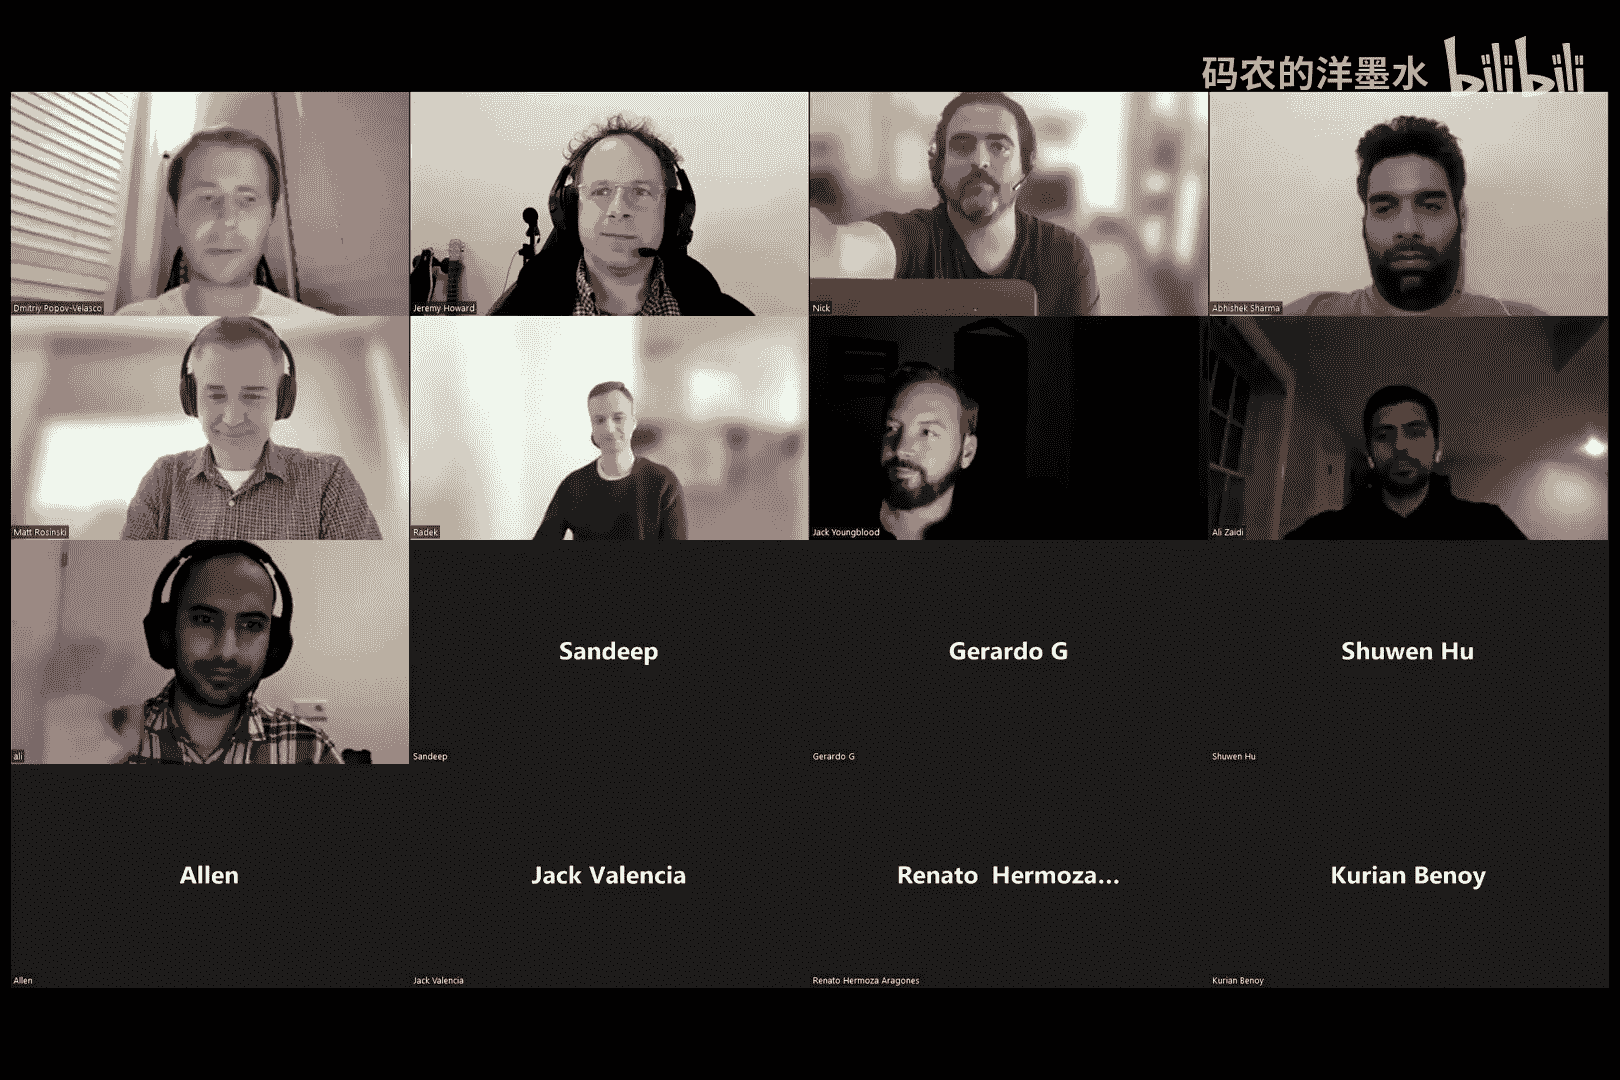 码农的洋墨水 bilibili
Dmitriy Popov-Velasco
Jeremy Howard
Nick
Abhishek Sharma
Matt Rosinski
Radek
Jack Youngblood
Ali Zaidi
ali
Sandeep
Gerardo G
Shuwen Hu
Sandeep
Gerardo G
Shuwen Hu
Allen
Jack Valencia
Renato Hermoza...
Kurian Benoy
Allen
Jack Valencia
Renato Hermoza Aragones
Kurian Benoy